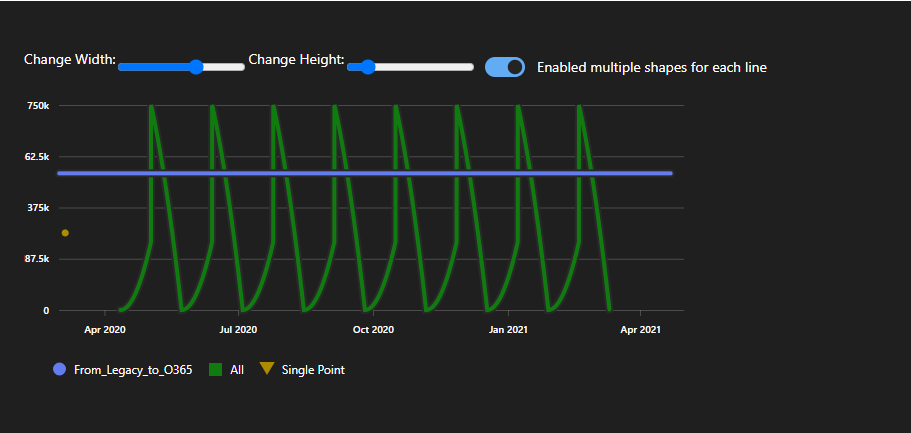 Change Width: Change Height: Enabled multiple shapes for each line
750k
62.5k
375k
87.5k
0
Apr 2020 Jul 2020 Oct 2020 Jan 2021 Apr 2021
From_Legacy_to_O365 All Single Point